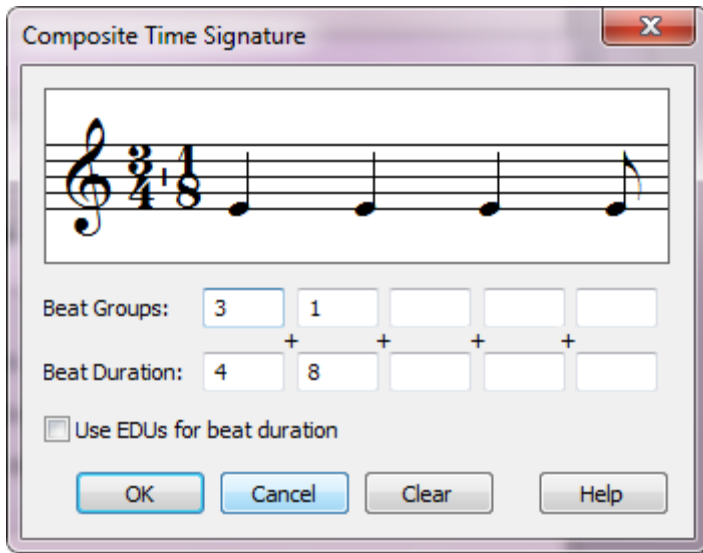 Composite Time Signature
3 + 1
4 8
Beat Groups: 3 1
+ + + +
Beat Duration: 4 8
Use EDUs for beat duration
OK Cancel Clear Help